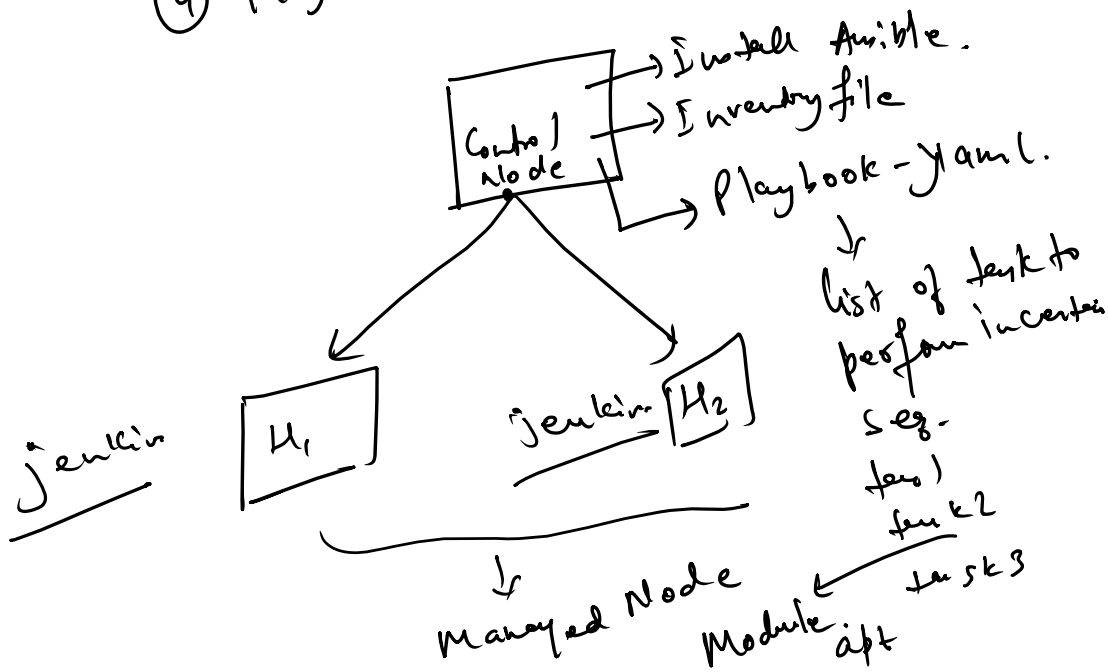 4
Install Ansible.
Inventory file
Control
Node
Playbook - Yaml.
list of task to
perform in certain
seq.
jenkin
H1
jenkin
H2
task2
task3
Managed Node
Module
apt